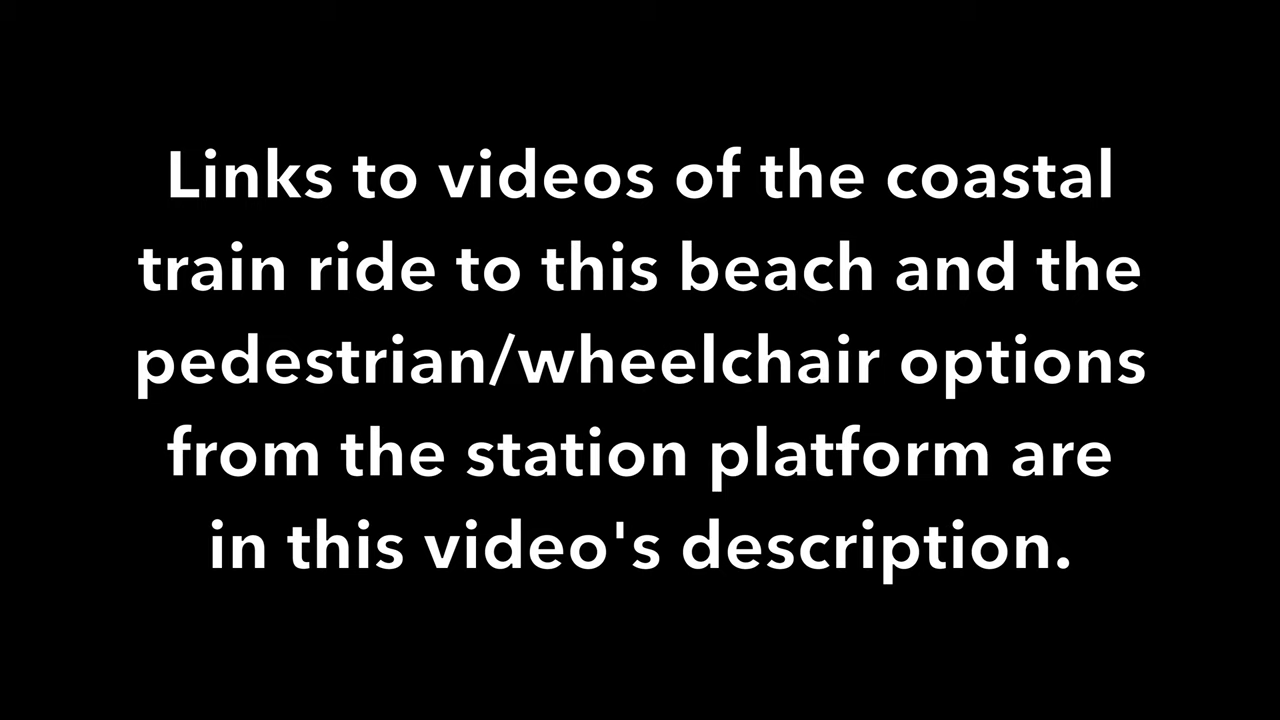 Links to videos of the coastal
train ride to this beach and the
pedestrian/wheelchair options
from the station platform are
in this video's description.